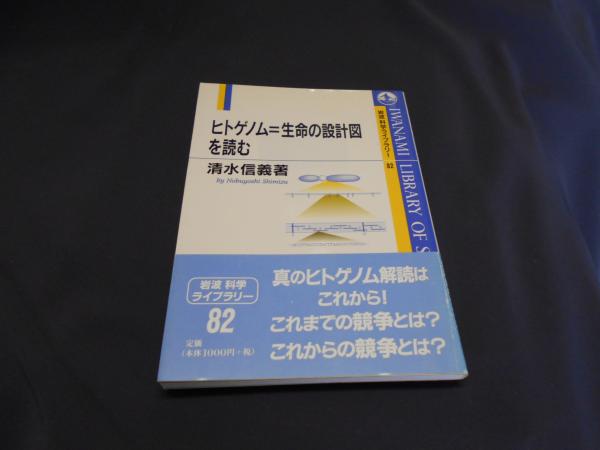 ヒトゲノム=生命の設計図
を読む
清水信義著
by Nobuyoshi Shimizu
岩波 科学ライブラリー 82
IWANAMI LIBRARY OF S
岩波 科学
ライブラリー
82
定価
(本体1000円+税)
真のヒトゲノム解読は
これから!
これまでの競争とは?
これからの競争とは?